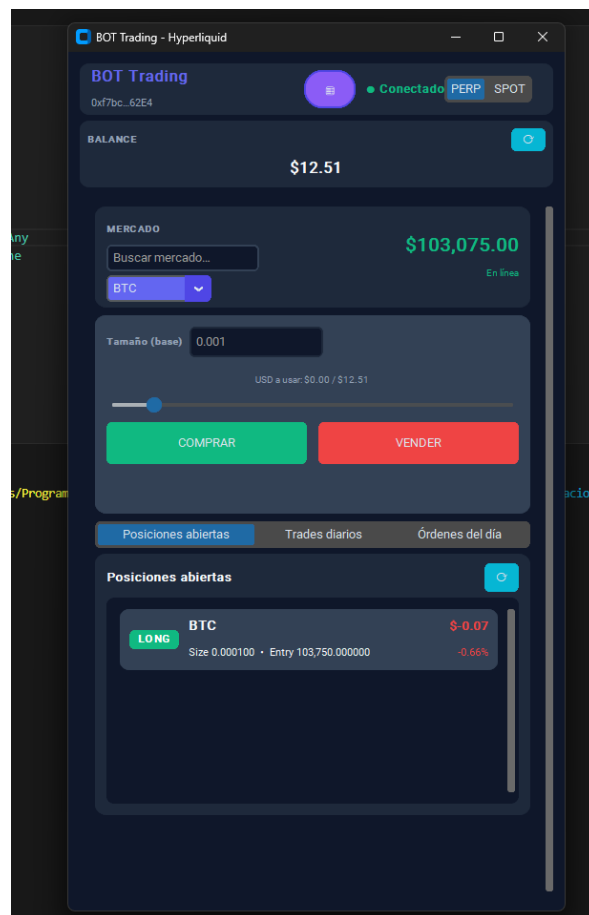 BOT Trading - Hyperliquid
BOT Trading
0xf7bc...62E4
● Conectado
PERP SPOT
BALANCE
$12.51
MERCADO
Buscar mercado...
BTC
$103,075.00
En línea
Tamaño (base) 0.001
USD a usar: $0.00 / $12.51
COMPRAR VENDER
Posiciones abiertas Trades diarios Órdenes del día
Posiciones abiertas
LONG
BTC
$-0.07
Size 0.000100 • Entry 103,750.000000
-0.66%
Any
ne
s/Program
acio